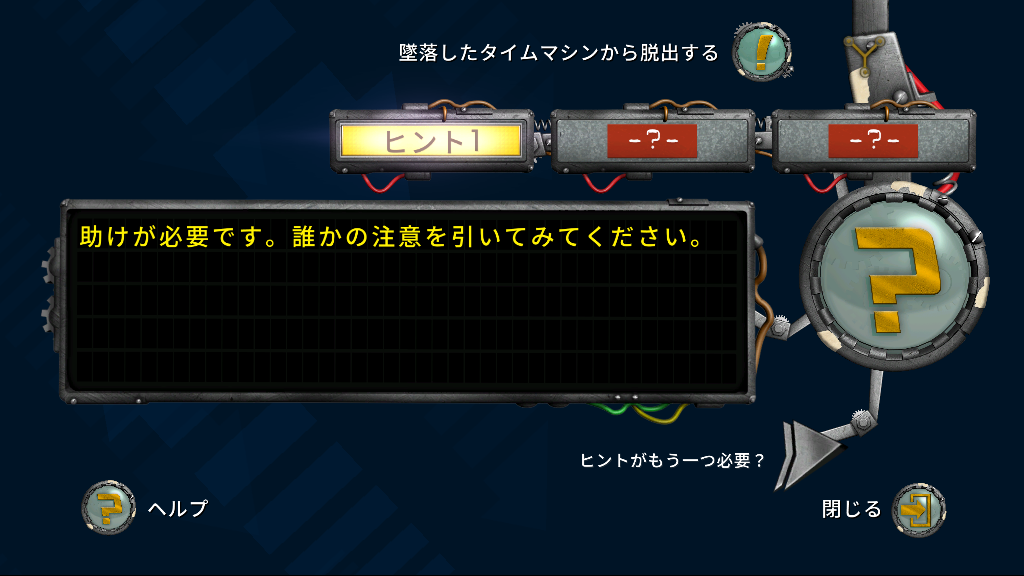 墜落したタイムマシンから脱出する
ヒント1
-?-
-?-
助けが必要です。誰かの注意を引いてみてください。
ヒントがもう一つ必要？
ヘルプ
閉じる